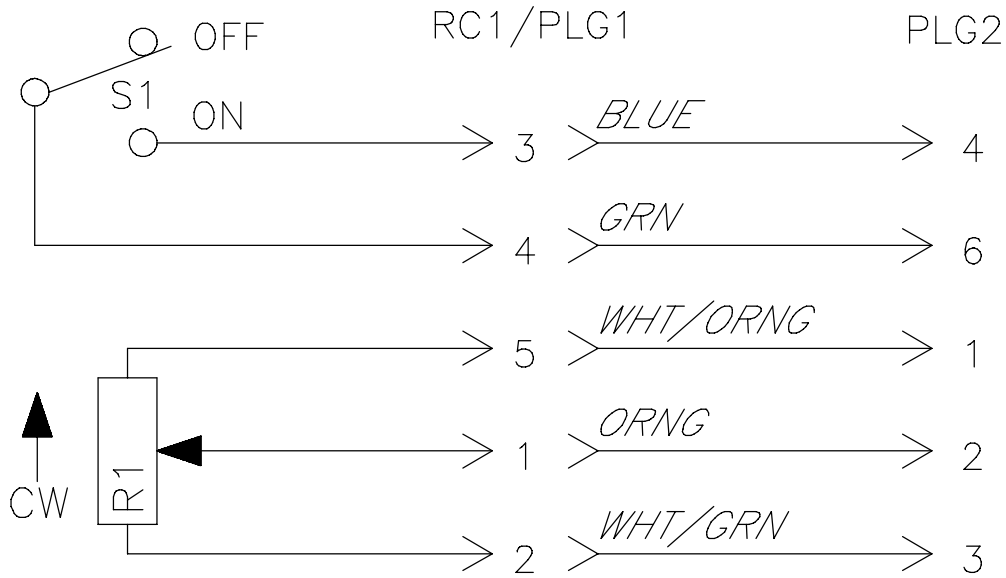 RC1/PLG1 PLG2
OFF
S1
ON
3 BLUE 4
4 GRN 6
5 WHT/ORNG 1
1 ORNG 2
CW R1
2 WHT/GRN 3